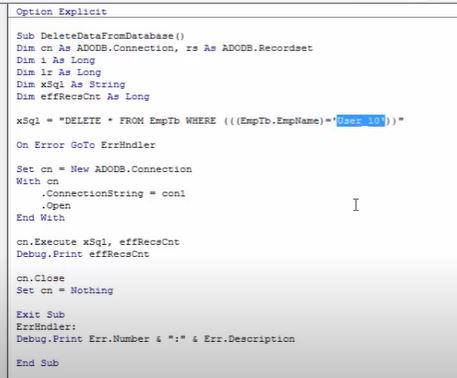 Option Explicit
Sub DeleteDataFromDatabase()
Dim cn As ADODB.Connection, rs As ADODB.Recordset
Dim i As Long
Dim lr As Long
Dim xSql As String
Dim effRecsCnt As Long
xSql = "DELETE * FROM EmpTb WHERE (((EmpTb.EmpName)='User_10'))"
On Error GoTo ErrHndler
Set cn = New ADODB.Connection
With cn
.ConnectionString = con1
.Open
End With
cn.Execute xSql, effRecsCnt
Debug.Print effRecsCnt
cn.Close
Set cn = Nothing
Exit Sub
ErrHndler:
Debug.Print Err.Number & ":" & Err.Description
End Sub